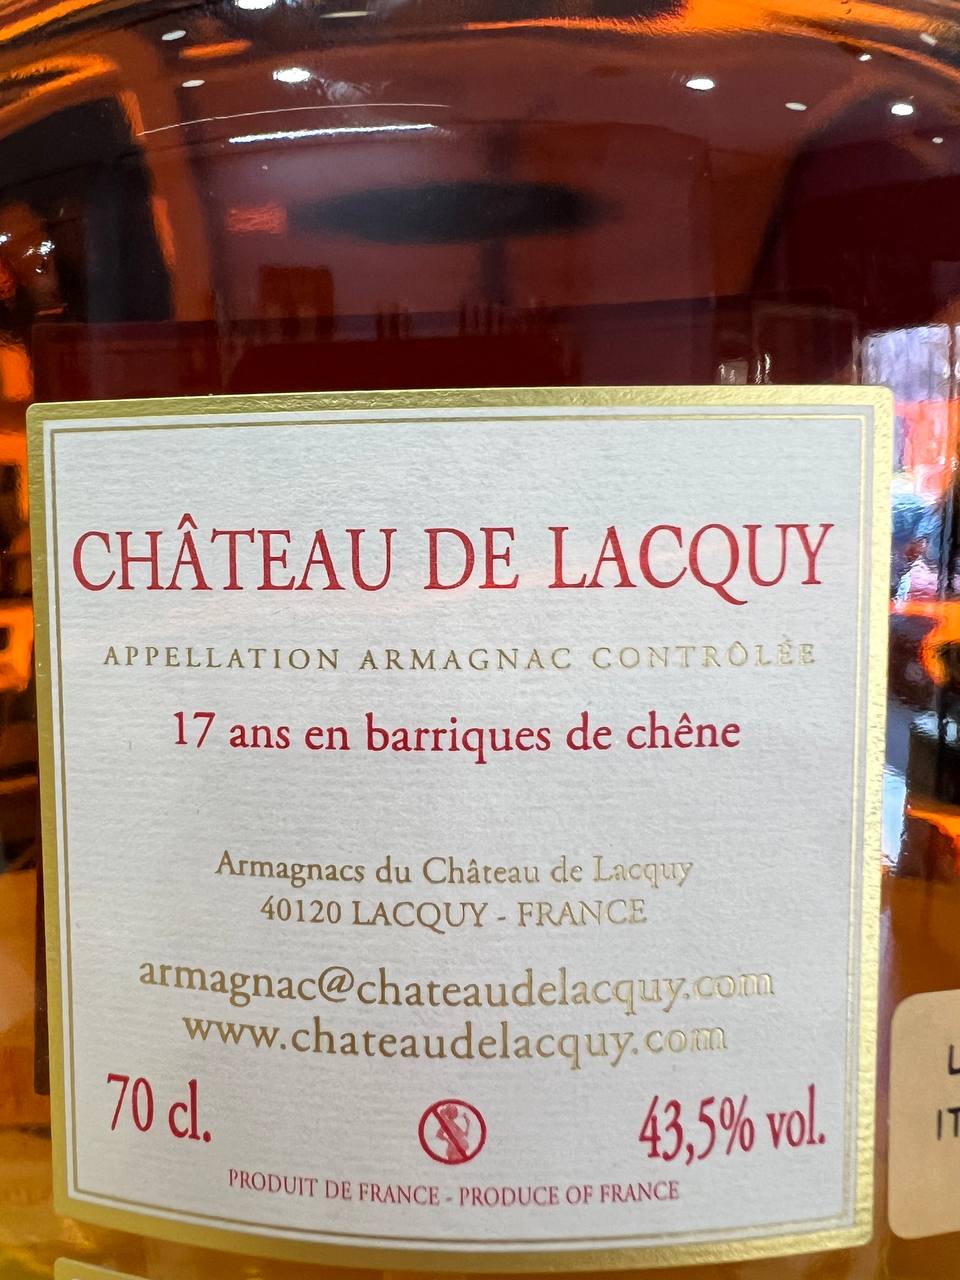 CHÂTEAU DE LACQUY
APPELLATION ARMAGNAC CONTRÔLÈE
17 ans en barriques de chêne
Armagnacs du Château de Lacquy
40120 LACQUY - FRANCE
armagnac@chateaudelacquy.com
www.chateaudelacquy.com
70 cl.
43,5% vol.
PRODUIT DE FRANCE - PRODUCE OF FRANCE